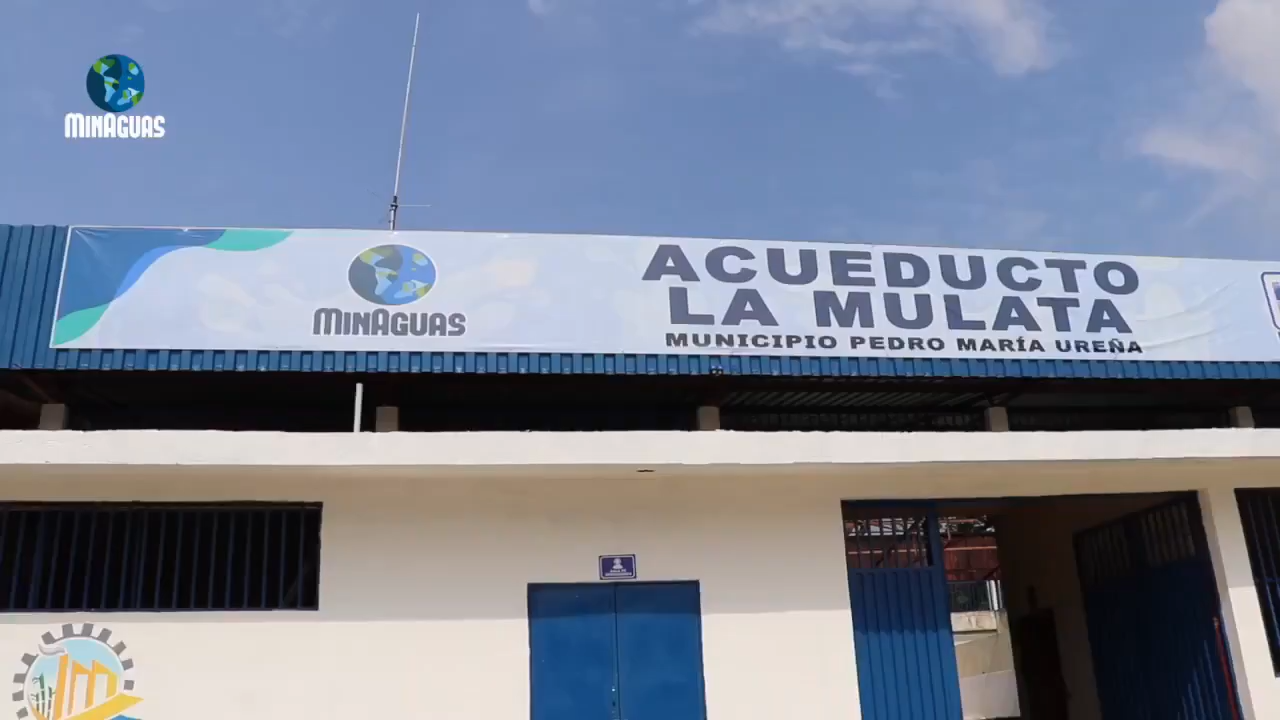 MINAGUAS
MINAGUAS
ACUEDUCTO
LA MULATA
MUNICIPIO PEDRO MARÍA UREÑA